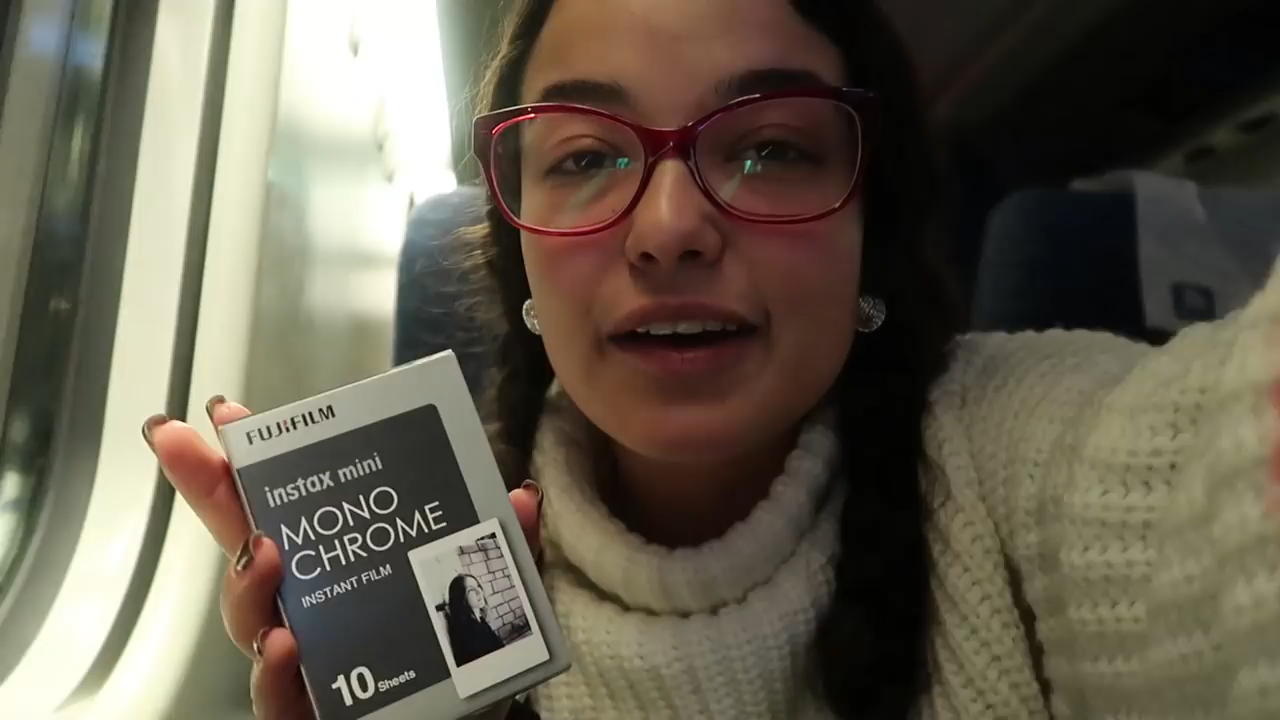 FUJIFILM
instax mini
MONO
CHROME
INSTANT FILM
10 Sheets